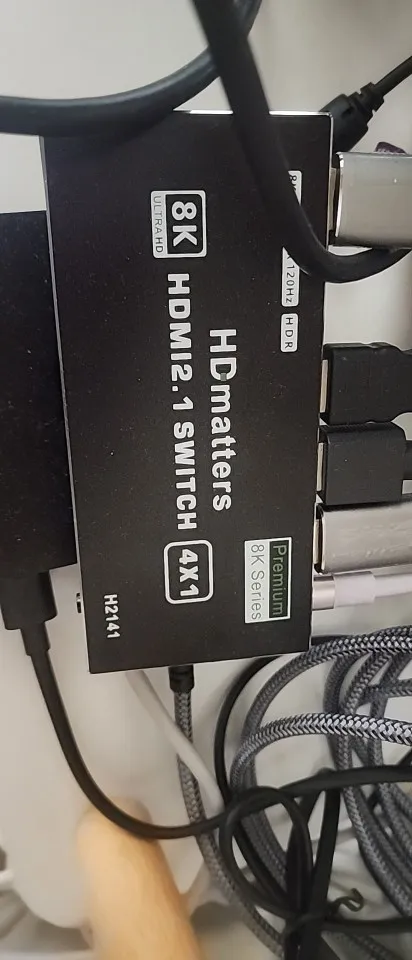 120Hz HDR
HDmatters
8K
ULTRA HD
HDMI2.1 SWITCH 4X1
Premium
8K Series
H2141